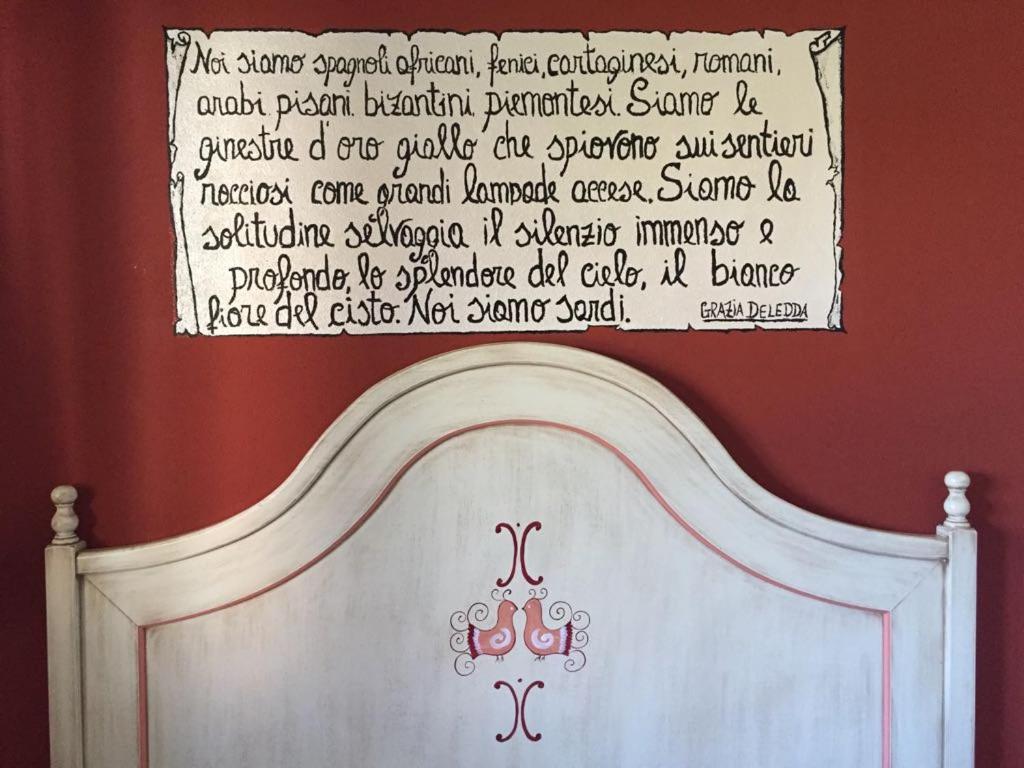 Noi siamo spagnoli africani, fenici, cartaginesi, romani,
arabi pisani. bizantini piemontesi. Siamo le
ginestre d'oro giallo che spiovono sui sentieri
rocciosi come grandi lampade accese. Siamo la
solitudine selvaggia il silenzio immenso e
profondo, lo splendore del cielo, il bianco
fiore del cisto. Noi siamo sardi.
GRAZIA DELEDDA